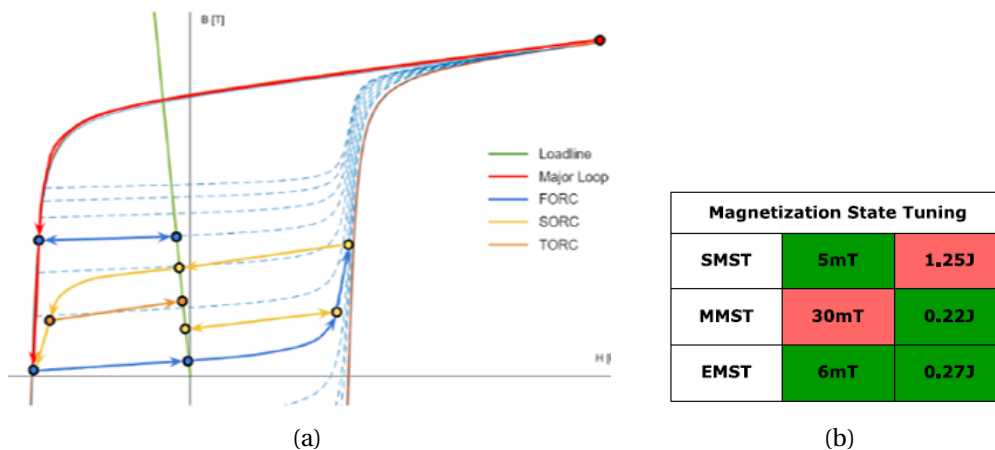 B [T]
Loadline
Major Loop
FORC
SORC
TORC
Magnetization State Tuning
SMST 5mT 1.25J
MMST 30mT 0.22J
EMST 6mT 0.27J
(a)
(b)